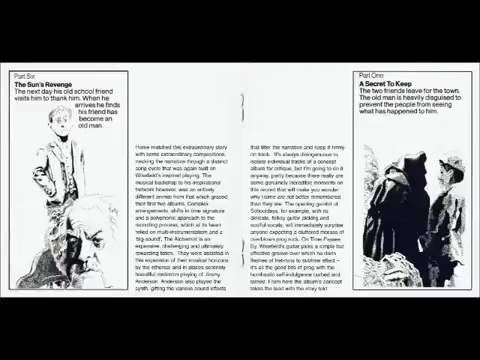 Part Six
The Sun's Revenge
The next day his old school friend
visits him to thank him. When he
arrives he finds
his friend has
become an
old man.
Home matched this extraordinary story
with some extraordinary compositions,
tracking the narrative through a distinct
song cycle that was again built on
inspired playing. The
musical backdrop to his inspirational
fretwork however, was an entirely
different animal from that which graced
their first two albums. Complex
arrangements, shifts in time signature
and a polyphonic approach to the
recording process, which at its heart
relied on multi-instrumentalism and a
'big sound', The Alchemist is an
expansive, challenging and ultimately
rewarding listen. They were assisted in
this expansion of their musical horizons
by the ethereal and in places serenely
beautiful mellotron playing of Jimmy
Anderson. Anderson also played the
synth, gifting the various sound effects
that litter the narrative and keep it firmly
on track. It's always disingenuous to
isolate individual tracks of a concept
album for critique, but I'm going to do it
anyway, partly because there really are
some genuinely incredible moments on
this record that will make you wonder
why Home are not better remembered
than they are. The opening gambit of
Schooldays, for example, with its
delicate, folksy guitar picking and
soulful vocals, will immediately surprise
anyone expecting a cluttered morass of
overblown prog rock. On Time Passes
By, Wheatfield's guitar picks a simple but
effective groove over which he darts
flashes of fret-runs to sublime effect –
it's all the good bits of prog with the
bombastic self-indulgence curbed and
tamed. From here the album's concept
takes the lead with the story told
Part One
A Secret To Keep
The two friends leave for the town.
The old man is heavily disguised to
prevent the people from seeing
what has happened to him.